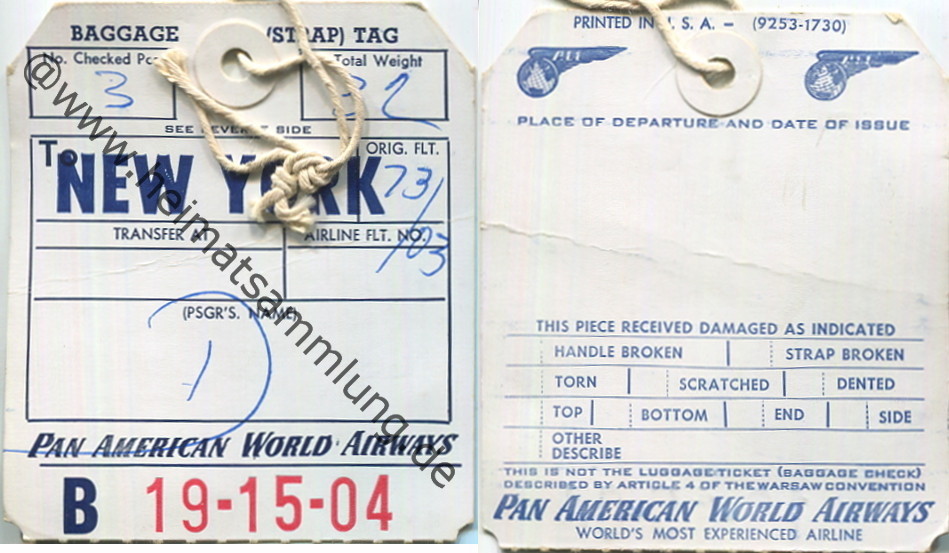 BAGGAGE (STRAP) TAG
No. Checked Pcs Total Weight
3 32
SEE REVERSE SIDE
To NEW YORK
ORIG. FLT.
73/
/03
TRANSFER AT AIRLINE FLT. NO.
(PSGR'S. NAME)
1
PAN AMERICAN WORLD AIRWAYS
B 19-15-04
@www.heimatsammlung.de
PRINTED IN U. S. A. - (9253-1730)
PAA PAA
PLACE OF DEPARTURE AND DATE OF ISSUE
THIS PIECE RECEIVED DAMAGED AS INDICATED
HANDLE BROKEN STRAP BROKEN
TORN SCRATCHED DENTED
TOP BOTTOM END SIDE
OTHER
DESCRIBE
THIS IS NOT THE LUGGAGE TICKET (BAGGAGE CHECK)
DESCRIBED BY ARTICLE 4 OF THE WARSAW CONVENTION
PAN AMERICAN WORLD AIRWAYS
WORLD'S MOST EXPERIENCED AIRLINE